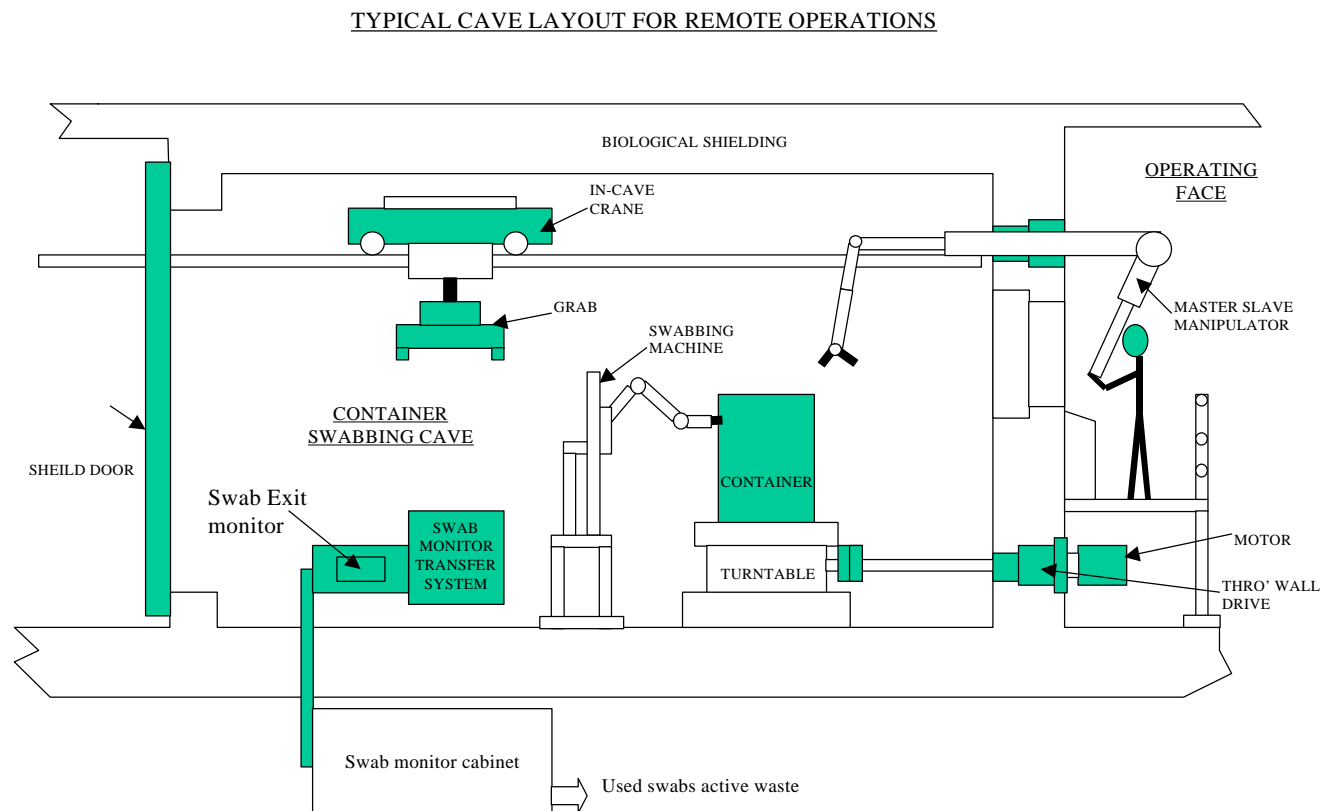 TYPICAL CAVE LAYOUT FOR REMOTE OPERATIONS
BIOLOGICAL SHIELDING
OPERATING
FACE
IN-CAVE
CRANE
GRAB
SWABBING
MACHINE
MASTER SLAVE
MANIPULATOR
CONTAINER
SWABBING CAVE
SHEILD DOOR
CONTAINER
Swab Exit
monitor
SWAB
MONITOR
TRANSFER
SYSTEM
TURNTABLE
MOTOR
THRO' WALL
DRIVE
Swab monitor cabinet
Used swabs active waste